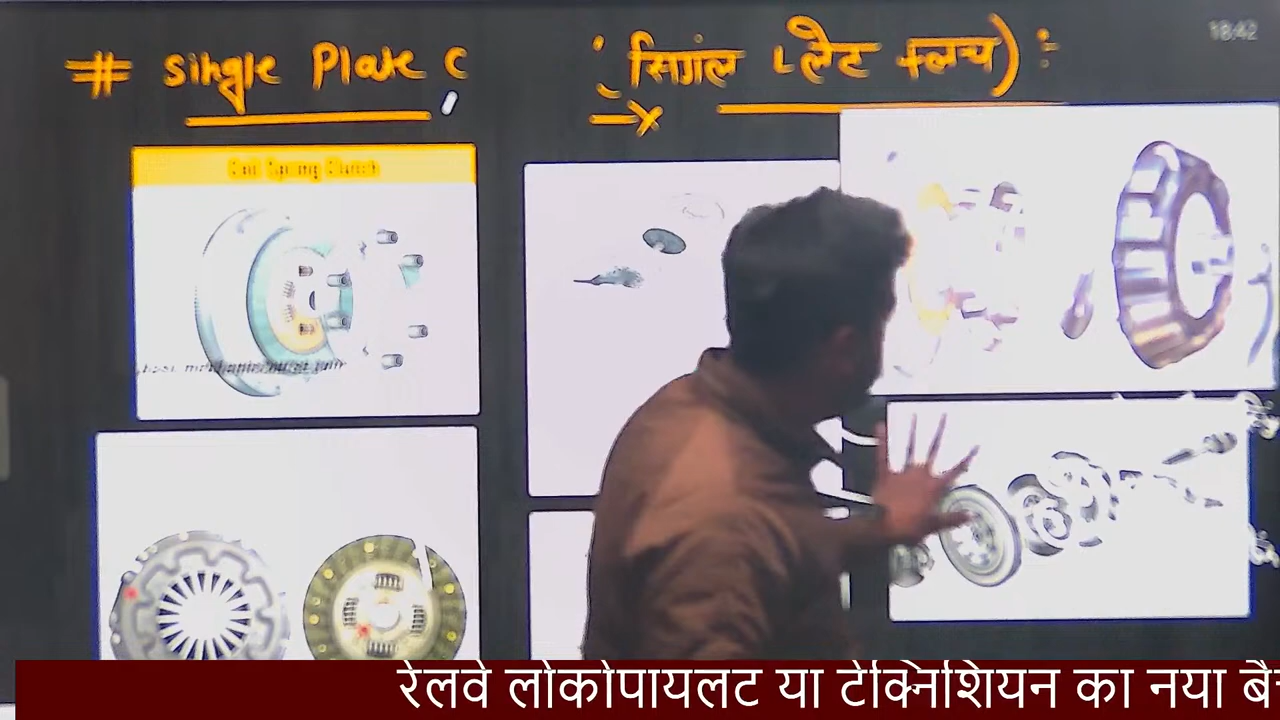 # Single Plate C (सिंगल प्लेट क्लच) :
18:42
Coil Spring Clutch
रेलवे लोकोपायलट या टेक्निशियन का नया बै